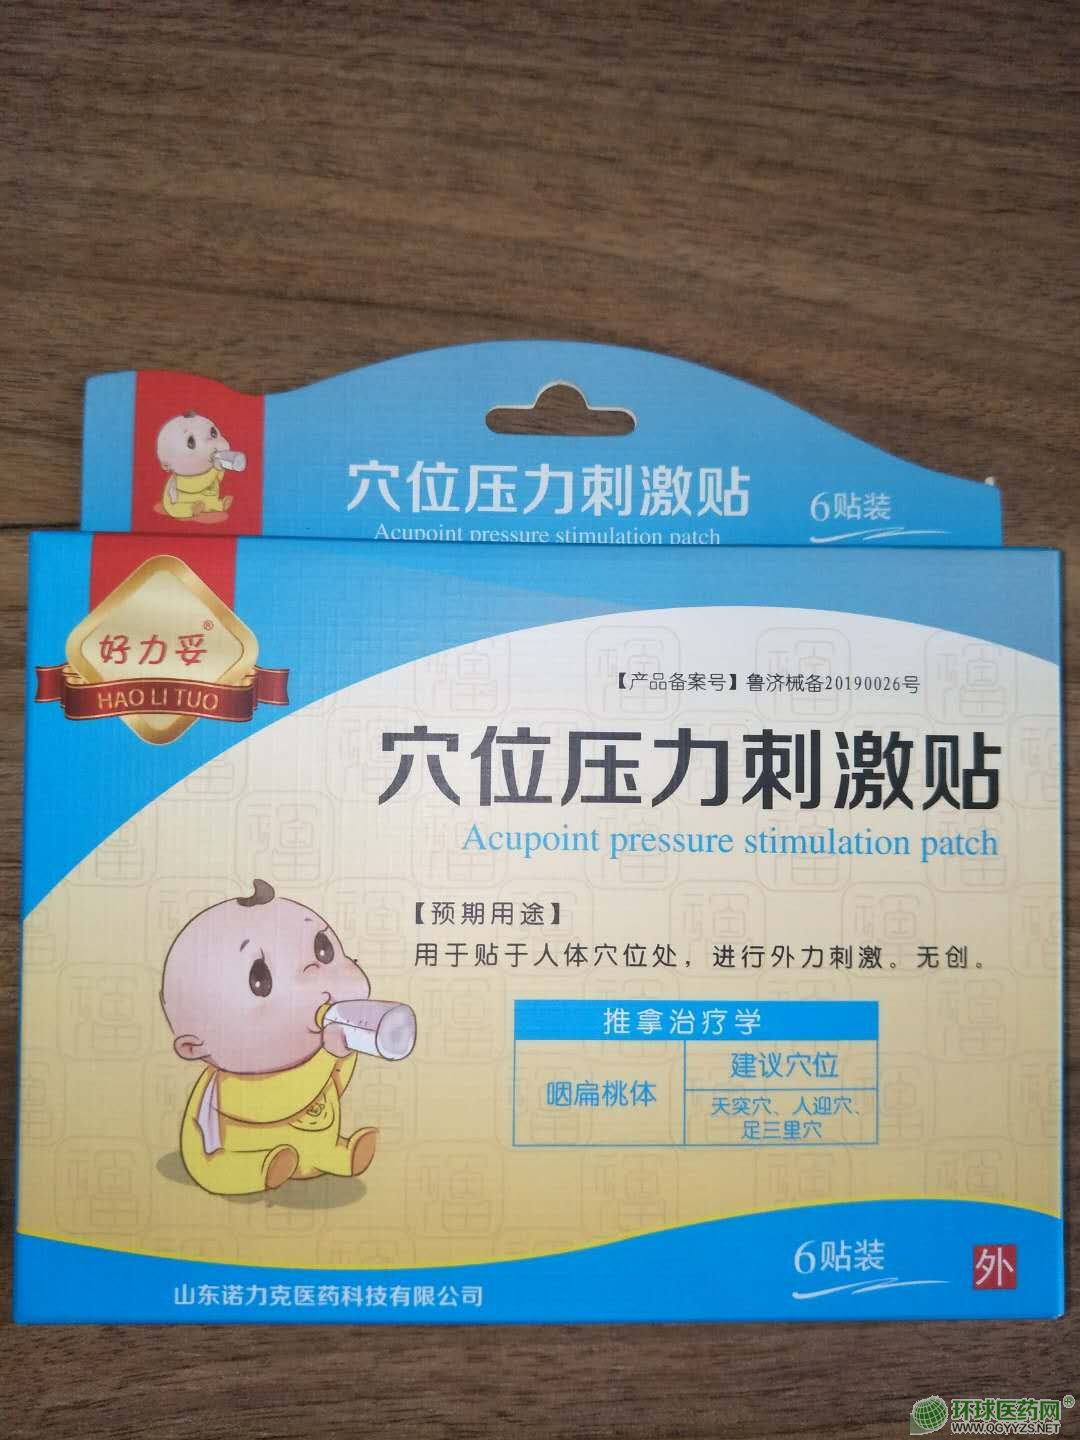 穴位压力刺激贴
6贴装
Acupoint pressure stimulation patch
好力妥®
HAO LI TUO
【产品备案号】鲁济械备20190026号
穴位压力刺激贴
Acupoint pressure stimulation patch
【预期用途】
用于贴于人体穴位处，进行外力刺激。无创。
推拿治疗学
咽扁桃体
建议穴位
天突穴、人迎穴、
足三里穴
6贴装
外
山东诺力克医药科技有限公司
环球医药网®
WWW.QGYYZS.NET